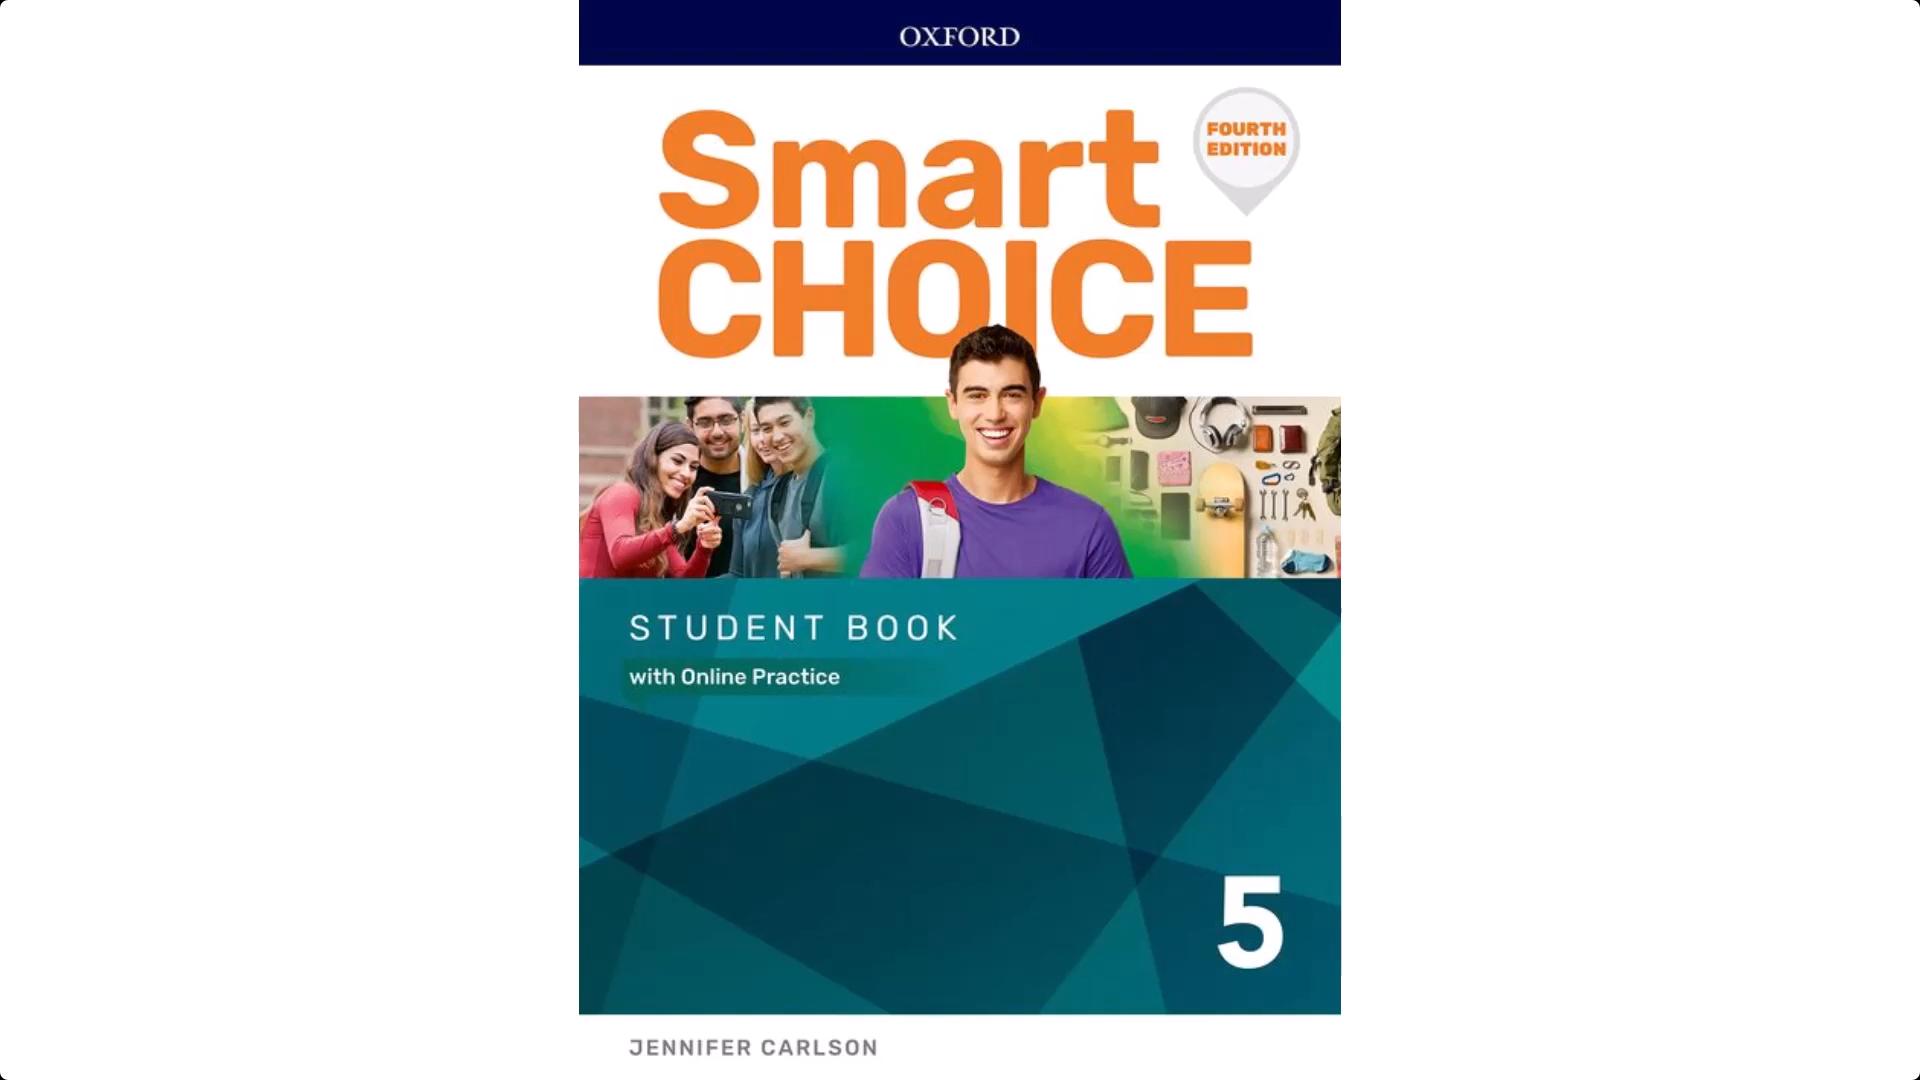 OXFORD
Smart
CHOICE
FOURTH
EDITION
STUDENT BOOK
with Online Practice
5
JENNIFER CARLSON